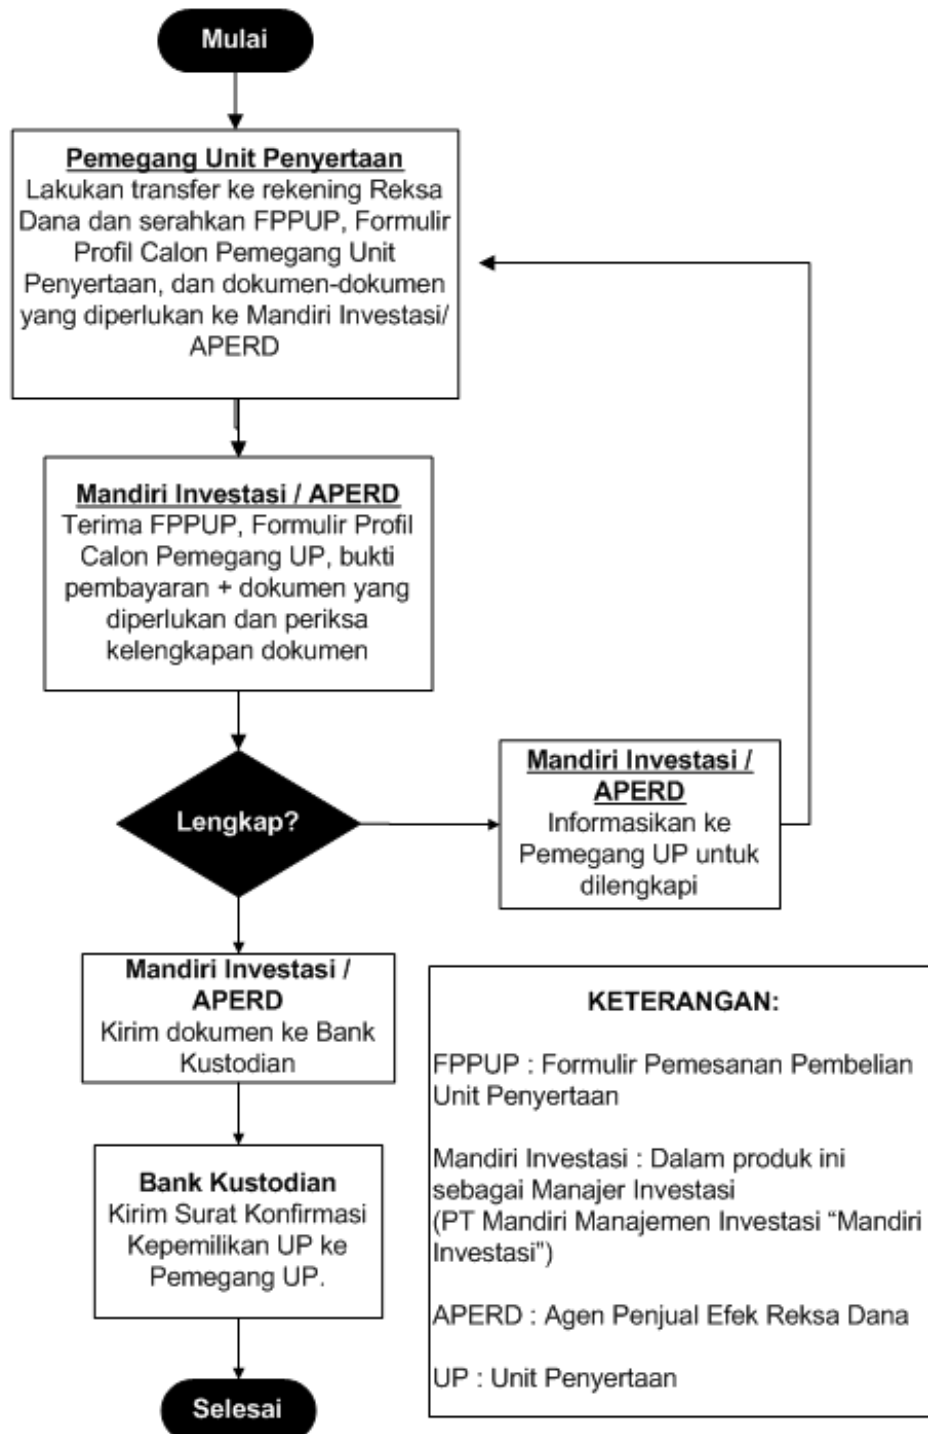 Mulai
Pemegang Unit Penyertaan
Lakukan transfer ke rekening Reksa
Dana dan serahkan FPPUP, Formulir
Profil Calon Pemegang Unit
Penyertaan, dan dokumen-dokumen
yang diperlukan ke Mandiri Investasi/
APERD
Mandiri Investasi / APERD
Terima FPPUP, Formulir Profil
Calon Pemegang UP, bukti
pembayaran + dokumen yang
diperlukan dan periksa
kelengkapan dokumen
Lengkap?
Mandiri Investasi /
APERD
Informasikan ke
Pemegang UP untuk
dilengkapi
Mandiri Investasi /
APERD
Kirim dokumen ke Bank
Kustodian
Bank Kustodian
Kirim Surat Konfirmasi
Kepemilikan UP ke
Pemegang UP.
Selesai
KETERANGAN:
FPPUP : Formulir Pemesanan Pembelian
Unit Penyertaan
Mandiri Investasi : Dalam produk ini
sebagai Manajer Investasi
(PT Mandiri Manajemen Investasi “Mandiri
Investasi”)
APERD : Agen Penjual Efek Reksa Dana
UP : Unit Penyertaan